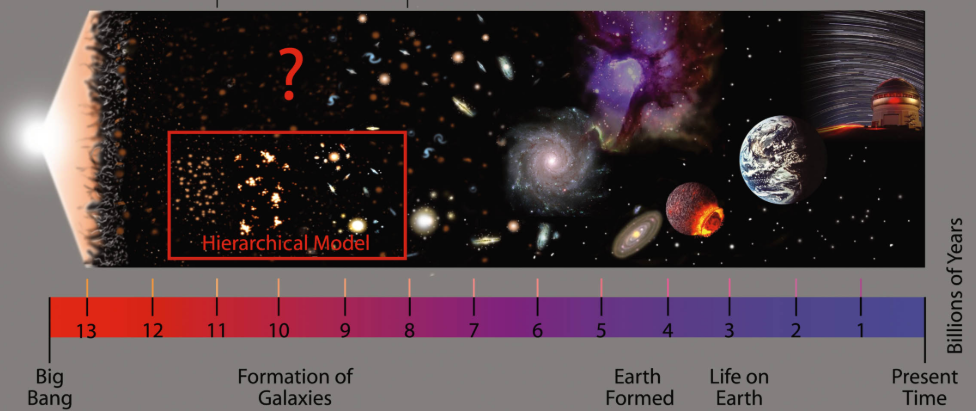 ?
Hierarchical Model
13 12 11 10 9 8 7 6 5 4 3 2 1
Billions of Years
Big
Bang
Formation of
Galaxies
Earth
Formed
Life on
Earth
Present
Time